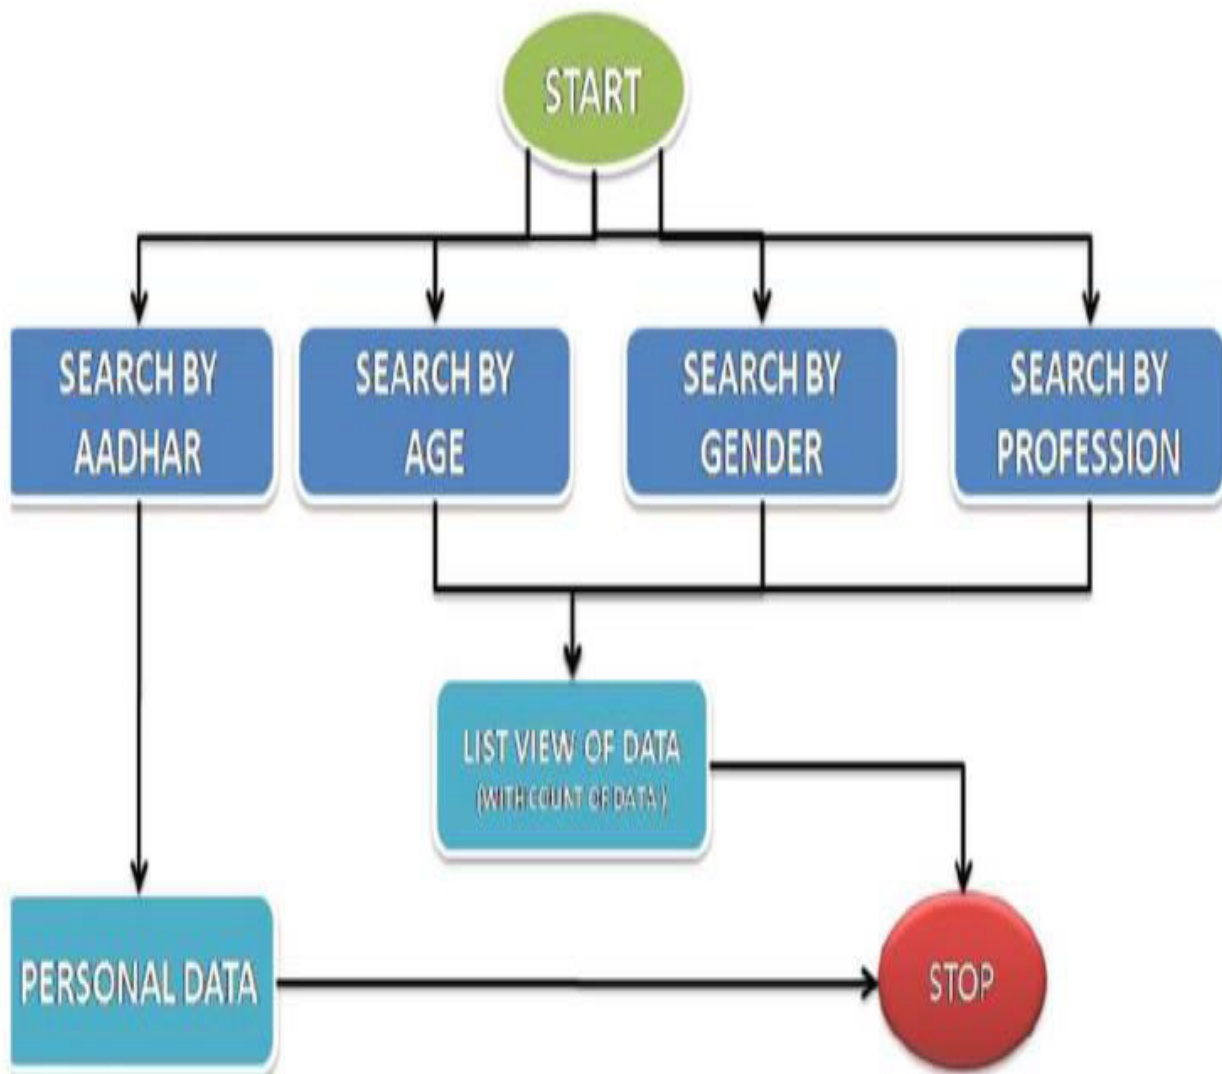 START
SEARCH BY
AADHAR
SEARCH BY
AGE
SEARCH BY
GENDER
SEARCH BY
PROFESSION
LIST VIEW OF DATA
(WITH COUNT OF DATA )
PERSONAL DATA
STOP